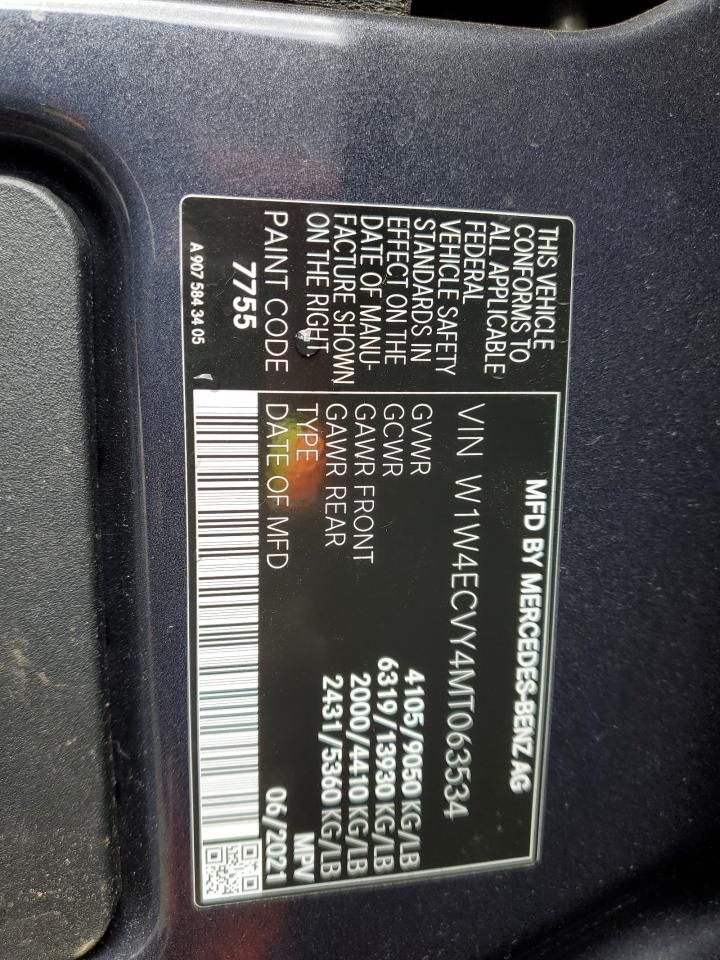 THIS VEHICLE
CONFORMS TO
ALL APPLICABLE
FEDERAL
VEHICLE SAFETY
STANDARDS IN
EFFECT ON THE
DATE OF MANU-
FACTURE SHOWN
ON THE RIGHT
PAINT CODE
7755
A 907 584 34 05
MFD BY MERCEDES-BENZ AG
VIN W1W4ECVY4MT063534
GVWR 4105/9050 KG/LB
GCWR 6319/13930 KG/LB
GAWR FRONT 2000/4410 KG/LB
GAWR REAR 2431/5360 KG/LB
TYPE MPV
DATE OF MFD 06/2021